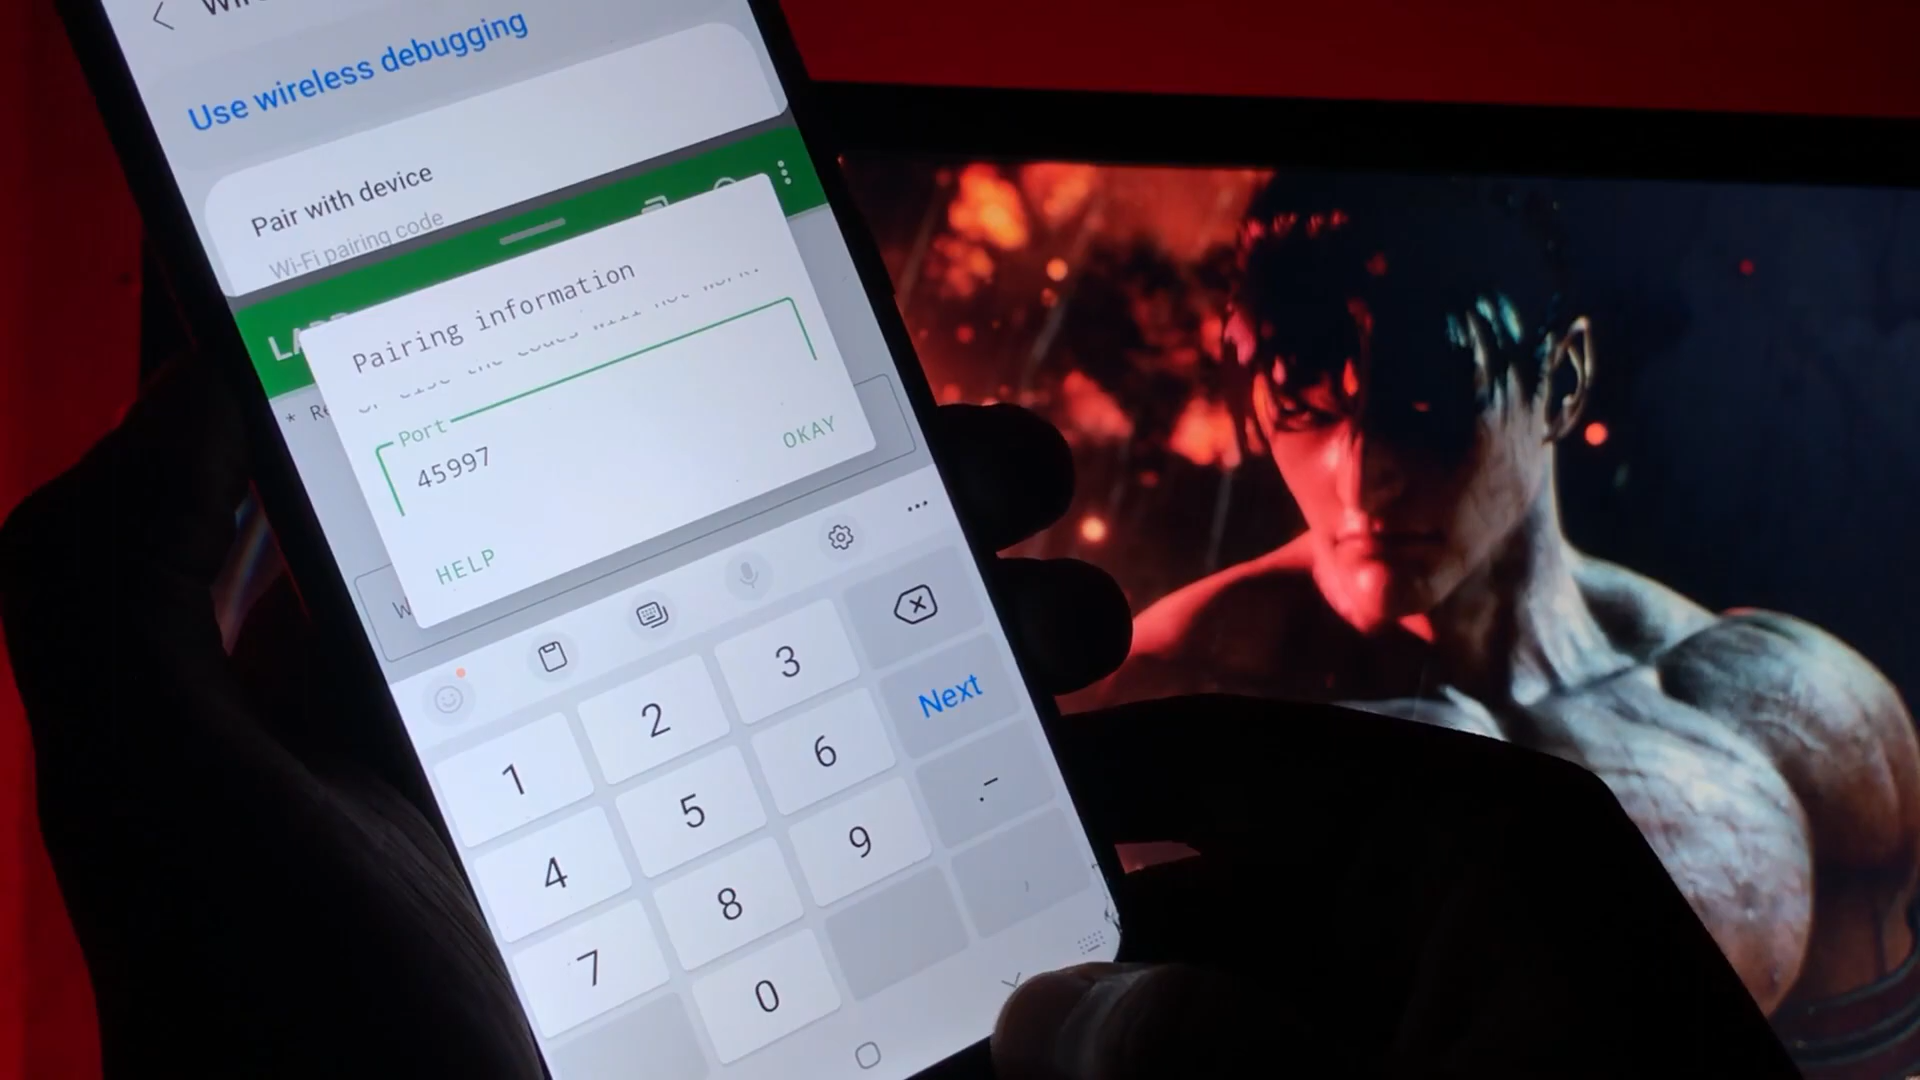 Use wireless debugging
Pair with device
Wi-Fi pairing code
Pairing information
* Re
Port
45997
OKAY
HELP
W
1
2
3
4
5
6
Next
7
8
9
.-
0
,